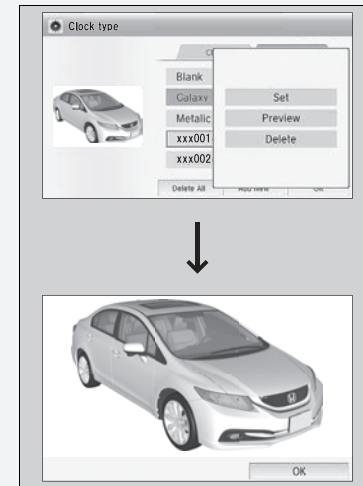 Clock type
Blank
Galaxy
Metalic
xxx001
xxx002
Set
Preview
Delete
Delete All
Add New
OK
OK